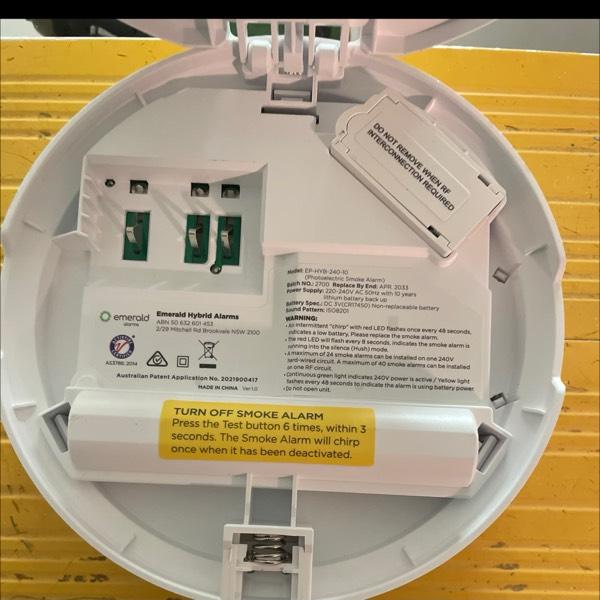 DO NOT REMOVE WHEN RF
INTERCONNECTION REQUIRED
Model: EP-HYB-240-10
(Photoelectric Smoke Alarm)
Batch NO.: 2700 Replace By End: APR, 2033
Power Supply: 220-240V AC 50Hz with 10 years
lithium battery back up
Battery Spec: DC 3V(CR17450) Non-replaceable battery
Sound Pattern: ISO8201
WARNING:
• An intermittent "chirp" with red LED flashes once every 48 seconds,
indicates a low battery, Please replace the smoke alarm.
• The red LED will flash every 8 seconds, indicates the smoke alarm is
running into the silence (Hush) mode.
• A maximum of 24 smoke alarms can be installed on one 240V
hard-wired circuit. A maximum of 40 smoke alarms can be installed
on one RF circuit.
• Continuous green light indicates 240V power is active / Yellow light
flashes every 48 seconds to indicate the alarm is using battery power.
• Do not open unit.
emerald
alarms
Emerald Hybrid Alarms
ABN 50 632 601 453
2/29 Mitchell Rd Brookvale NSW 2100
AS3786: 2014
Australian Patent Application No. 2021900417
MADE IN CHINA Ver1.0
TURN OFF SMOKE ALARM
Press the Test button 6 times, within 3
seconds. The Smoke Alarm will chirp
once when it has been deactivated.